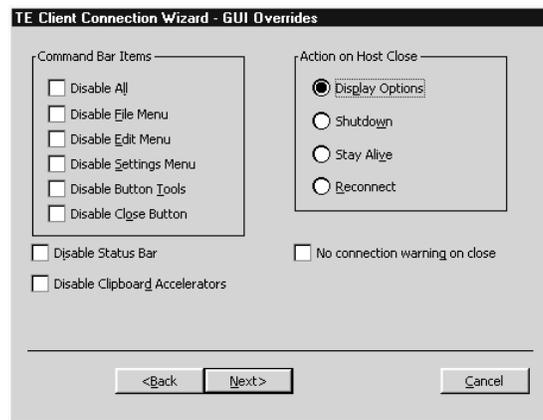 TE Client Connection Wizard - GUI Overrides
Command Bar Items
Disable All
Disable File Menu
Disable Edit Menu
Disable Settings Menu
Disable Button Tools
Disable Close Button
Disable Status Bar
Disable Clipboard Accelerators
Action on Host Close
Display Options
Shutdown
Stay Alive
Reconnect
No connection warning on close
<Back
Next>
Cancel